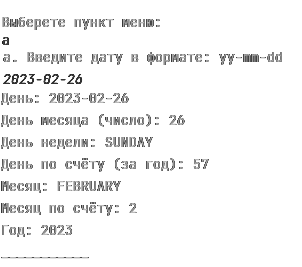 Выберете пункт меню:
а
а. Введите дату в формате: yy-mm-dd
2023-02-26
День: 2023-02-26
День месяца (число): 26
День недели: SUNDAY
День по счёту (за год): 57
Месяц: FEBRUARY
Месяц по счёту: 2
Год: 2023
___________